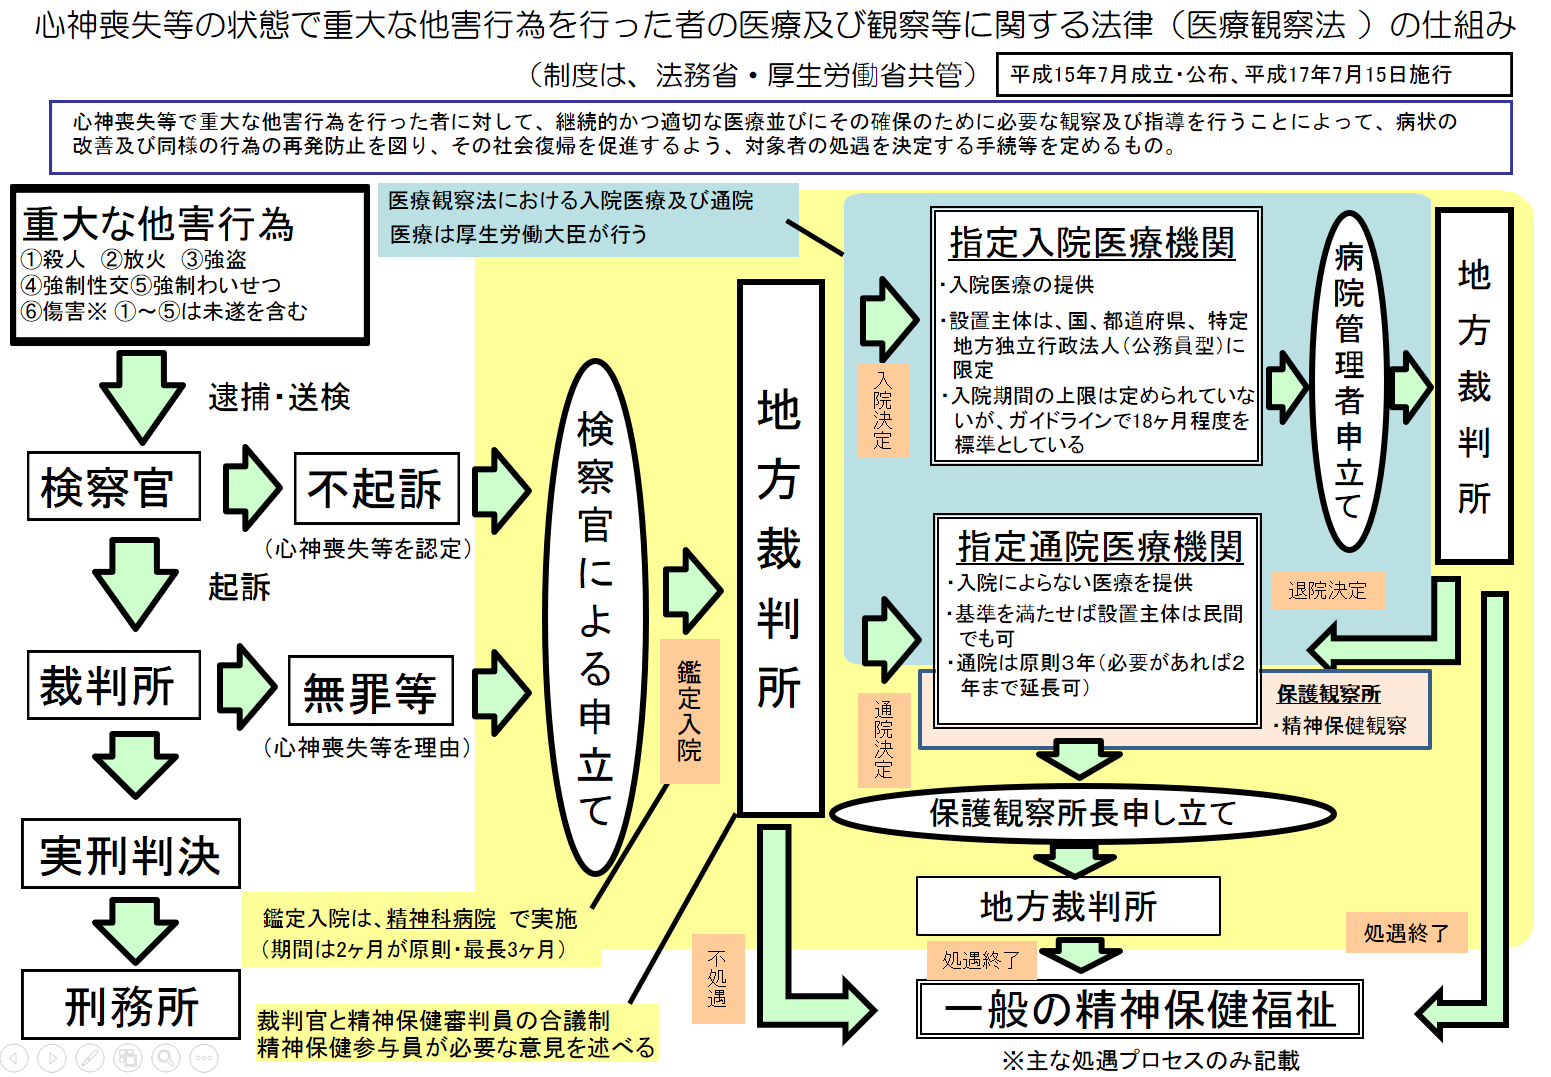 心神喪失等の状態で重大な他害行為を行った者の医療及び観察等に関する法律（医療観察法 ）の仕組み
（制度は、法務省・厚生労働省共管）
平成15年7月成立・公布、平成17年7月15日施行
心神喪失等で重大な他害行為を行った者に対して、継続的かつ適切な医療並びにその確保のために必要な観察及び指導を行うことによって、病状の
改善及び同様の行為の再発防止を図り、その社会復帰を促進するよう、対象者の処遇を決定する手続等を定めるもの。
重大な他害行為
①殺人 ②放火 ③強盗
④強制性交⑤強制わいせつ
⑥傷害※ ①～⑤は未遂を含む
医療観察法における入院医療及び通院
医療は厚生労働大臣が行う
逮捕・送検
検察官
不起訴
（心神喪失等を認定）
起訴
裁判所
無罪等
（心神喪失等を理由）
実刑判決
刑務所
検察官による申立て
鑑定入院
鑑定入院は、精神科病院 で実施
（期間は2ヶ月が原則・最長3ヶ月）
地方裁判所
裁判官と精神保健審判員の合議制
精神保健参与員が必要な意見を述べる
入院決定
指定入院医療機関
・入院医療の提供
・設置主体は、国、都道府県、特定
地方独立行政法人（公務員型）に
限定
・入院期間の上限は定められていな
いが、ガイドラインで18ヶ月程度を
標準としている
病院管理者申立て
地方裁判所
退院決定
通院決定
指定通院医療機関
・入院によらない医療を提供
・基準を満たせば設置主体は民間
でも可
・通院は原則３年（必要があれば２
年まで延長可）
保護観察所
・精神保健観察
保護観察所長申し立て
地方裁判所
処遇終了
処遇終了
不処遇
一般の精神保健福祉
※主な処遇プロセスのみ記載